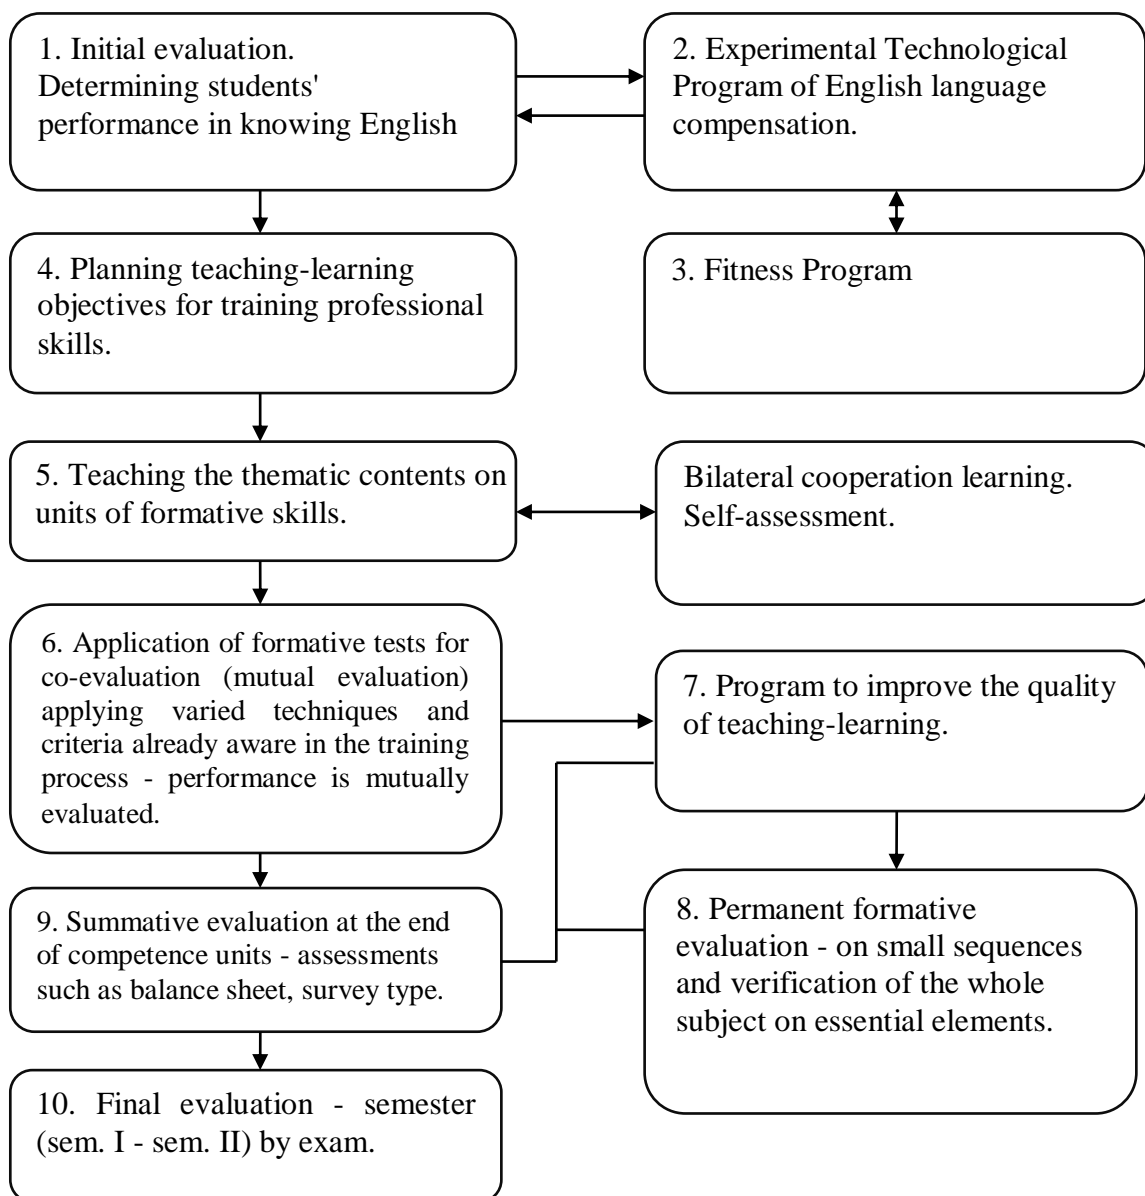 1. Initial evaluation.
Determining students'
performance in knowing English
2. Experimental Technological
Program of English language
compensation.
4. Planning teaching-learning
objectives for training professional
skills.
3. Fitness Program
5. Teaching the thematic contents on
units of formative skills.
Bilateral cooperation learning.
Self-assessment.
6. Application of formative tests for
co-evaluation (mutual evaluation)
applying varied techniques and
criteria already aware in the training
process - performance is mutually
evaluated.
7. Program to improve the quality
of teaching-learning.
9. Summative evaluation at the end
of competence units - assessments
such as balance sheet, survey type.
8. Permanent formative
evaluation - on small sequences
and verification of the whole
subject on essential elements.
10. Final evaluation - semester
(sem. I - sem. II) by exam.